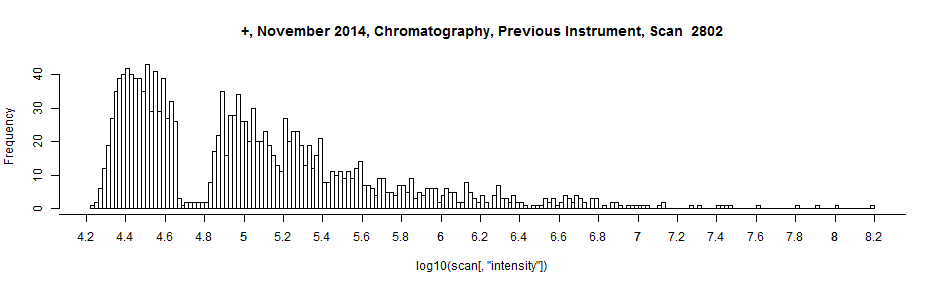 +, November 2014, Chromatography, Previous Instrument, Scan  2802
Frequency
40
30
20
10
0
4.2 4.4 4.6 4.8 5 5.2 5.4 5.6 5.8 6 6.2 6.4 6.6 6.8 7 7.2 7.4 7.6 7.8 8 8.2
log10(scan[, "intensity"])